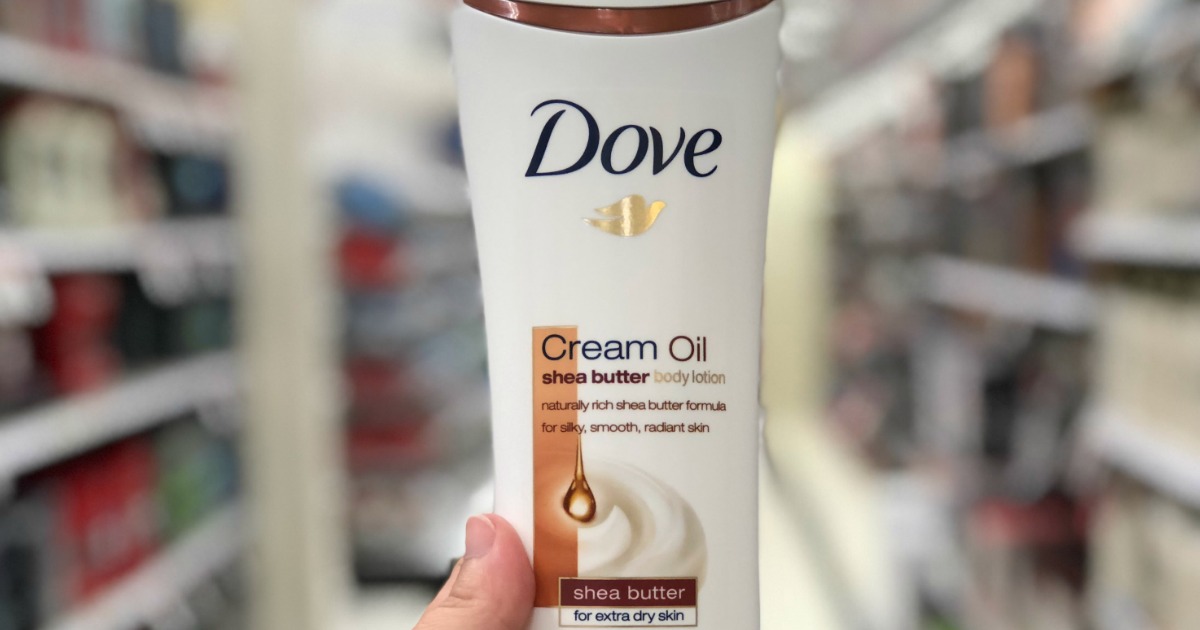 Dove
Cream Oil
shea butter body lotion
naturally rich shea butter formula
for silky, smooth, radiant skin
shea butter
for extra dry skin